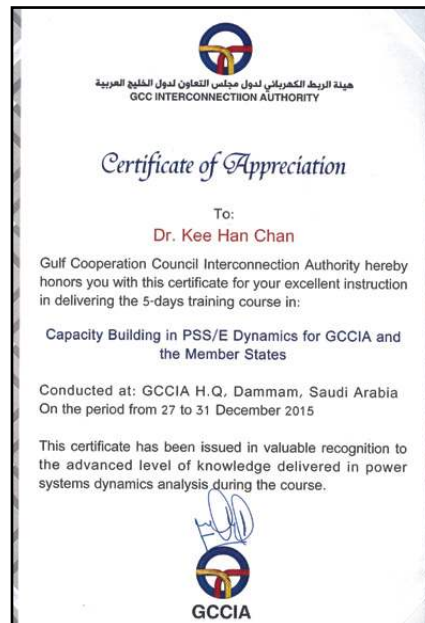 هيئة الربط الكهربائي لدول مجلس التعاون لدول الخليج العربية
GCC INTERCONNECTIION AUTHORITY
Certificate of Appreciation
To:
Dr. Kee Han Chan
Gulf Cooperation Council Interconnection Authority hereby
honors you with this certificate for your excellent instruction
in delivering the 5-days training course in:
Capacity Building in PSS/E Dynamics for GCCIA and
the Member States
Conducted at: GCCIA H.Q, Dammam, Saudi Arabia
On the period from 27 to 31 December 2015
This certificate has been issued in valuable recognition to
the advanced level of knowledge delivered in power
systems dynamics analysis during the course.
GCCIA